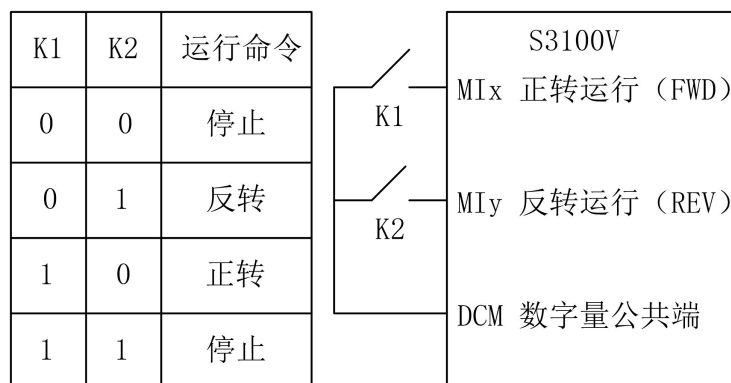 K1 K2 运行命令
0 0 停止
0 1 反转
1 0 正转
1 1 停止
S3100V
MIx 正转运行（FWD）
K1
MIy 反转运行（REV）
K2
DCM 数字量公共端